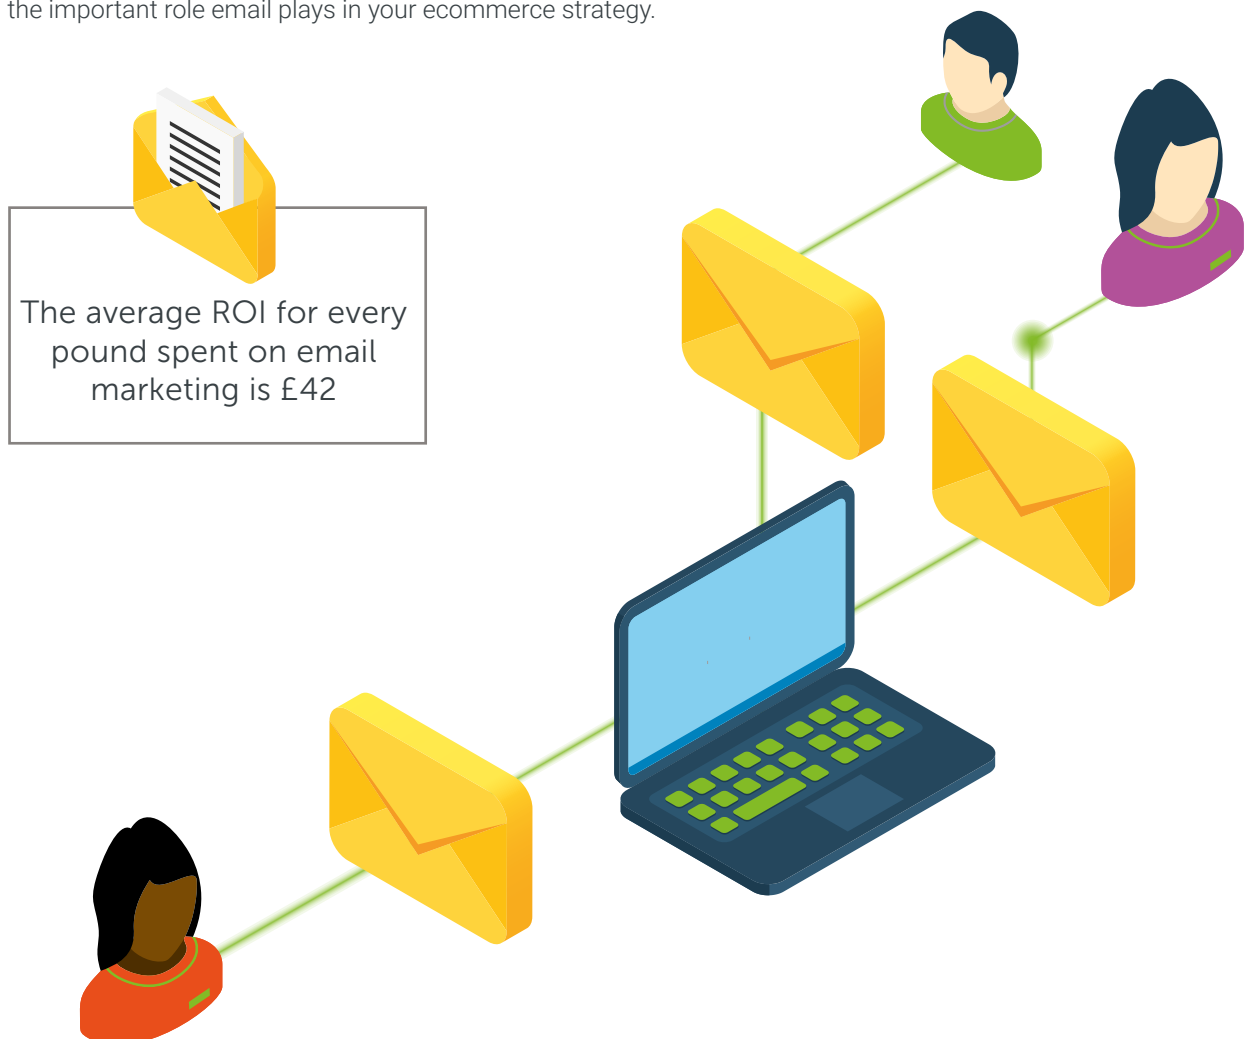 the important role email plays in your ecommerce strategy.
The average ROI for every
pound spent on email
marketing is £42